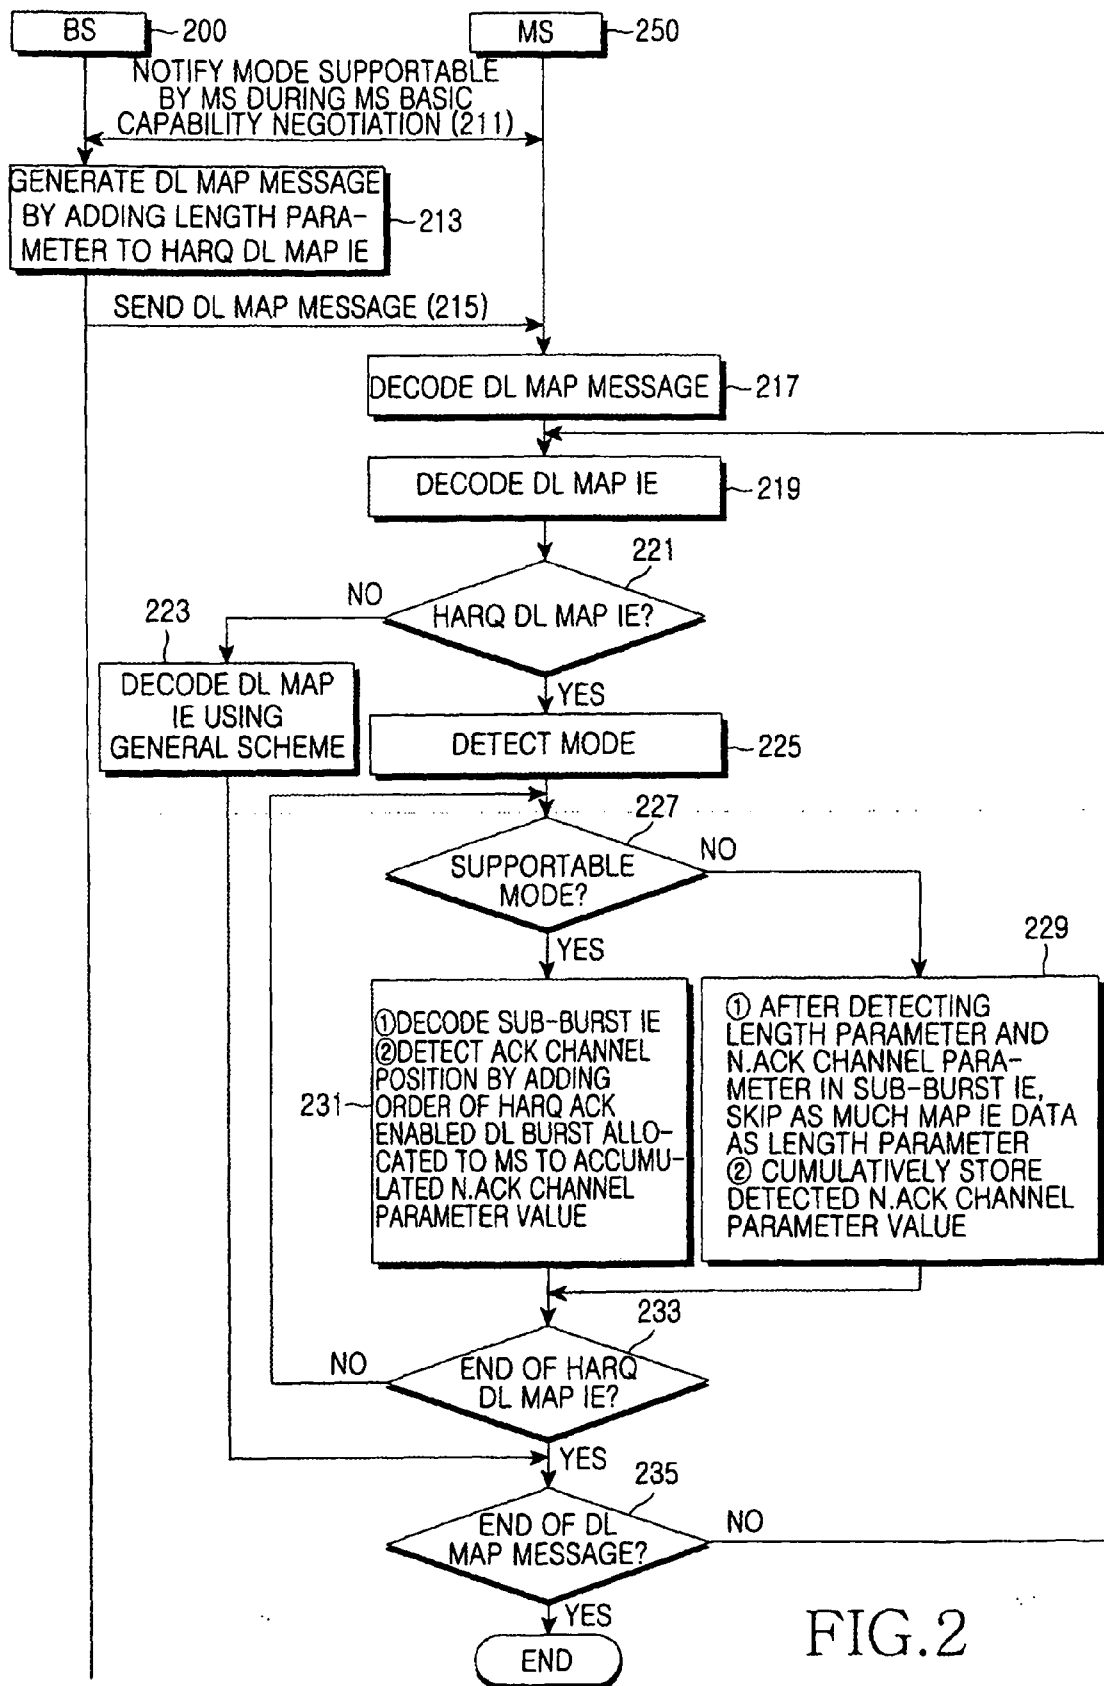 BS
200
MS
250
NOTIFY MODE SUPPORTABLE
BY MS DURING MS BASIC
CAPABILITY NEGOTIATION (211)
GENERATE DL MAP MESSAGE
BY ADDING LENGTH PARA-
METER TO HARQ DL MAP IE
213
SEND DL MAP MESSAGE (215)
DECODE DL MAP MESSAGE
217
DECODE DL MAP IE
219
221
HARQ DL MAP IE?
NO
YES
223
DECODE DL MAP
IE USING
GENERAL SCHEME
DETECT MODE
225
227
SUPPORTABLE
MODE?
NO
YES
229
① AFTER DETECTING
LENGTH PARAMETER AND
N.ACK CHANNEL PARA-
METER IN SUB-BURST IE,
SKIP AS MUCH MAP IE DATA
AS LENGTH PARAMETER
② CUMULATIVELY STORE
DETECTED N.ACK CHANNEL
PARAMETER VALUE
231
①DECODE SUB-BURST IE
②DETECT ACK CHANNEL
POSITION BY ADDING
ORDER OF HARQ ACK
ENABLED DL BURST ALLO-
CATED TO MS TO ACCUMU-
LATED N.ACK CHANNEL
PARAMETER VALUE
233
END OF HARQ
DL MAP IE?
NO
YES
235
END OF DL
MAP MESSAGE?
NO
YES
END
FIG.2